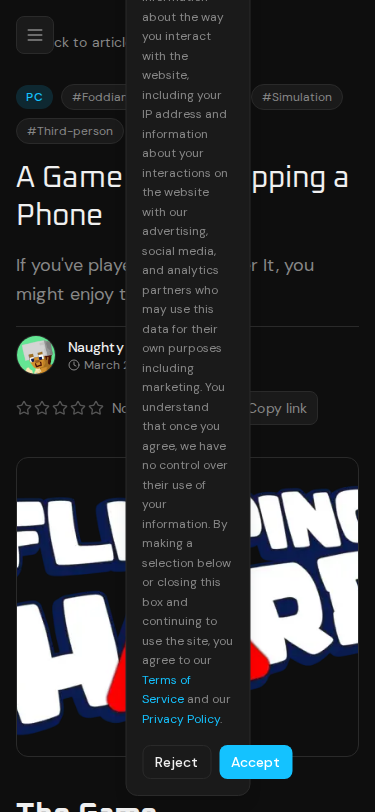 information about the way
you interact
with the
website,
including your
IP address and
information
about your
interactions on
the website
with our
advertising,
social media,
and analytics
partners who
may use this
data for their
own purposes
including
marketing. You
understand
that once you
agree, we have
no control over
their use of
your
information. By
making a
selection below
or closing this
box and
continuing to
use the site, you
agree to our
Terms of
Service and our
Privacy Policy.
Reject Accept
ck to articl
PC #Foddian #Simulation
#Third-person
A Game pping a
Phone
If you've playe r It, you
might enjoy t
Naughty
March 2
No Copy link
FL PING
H RD
The Game